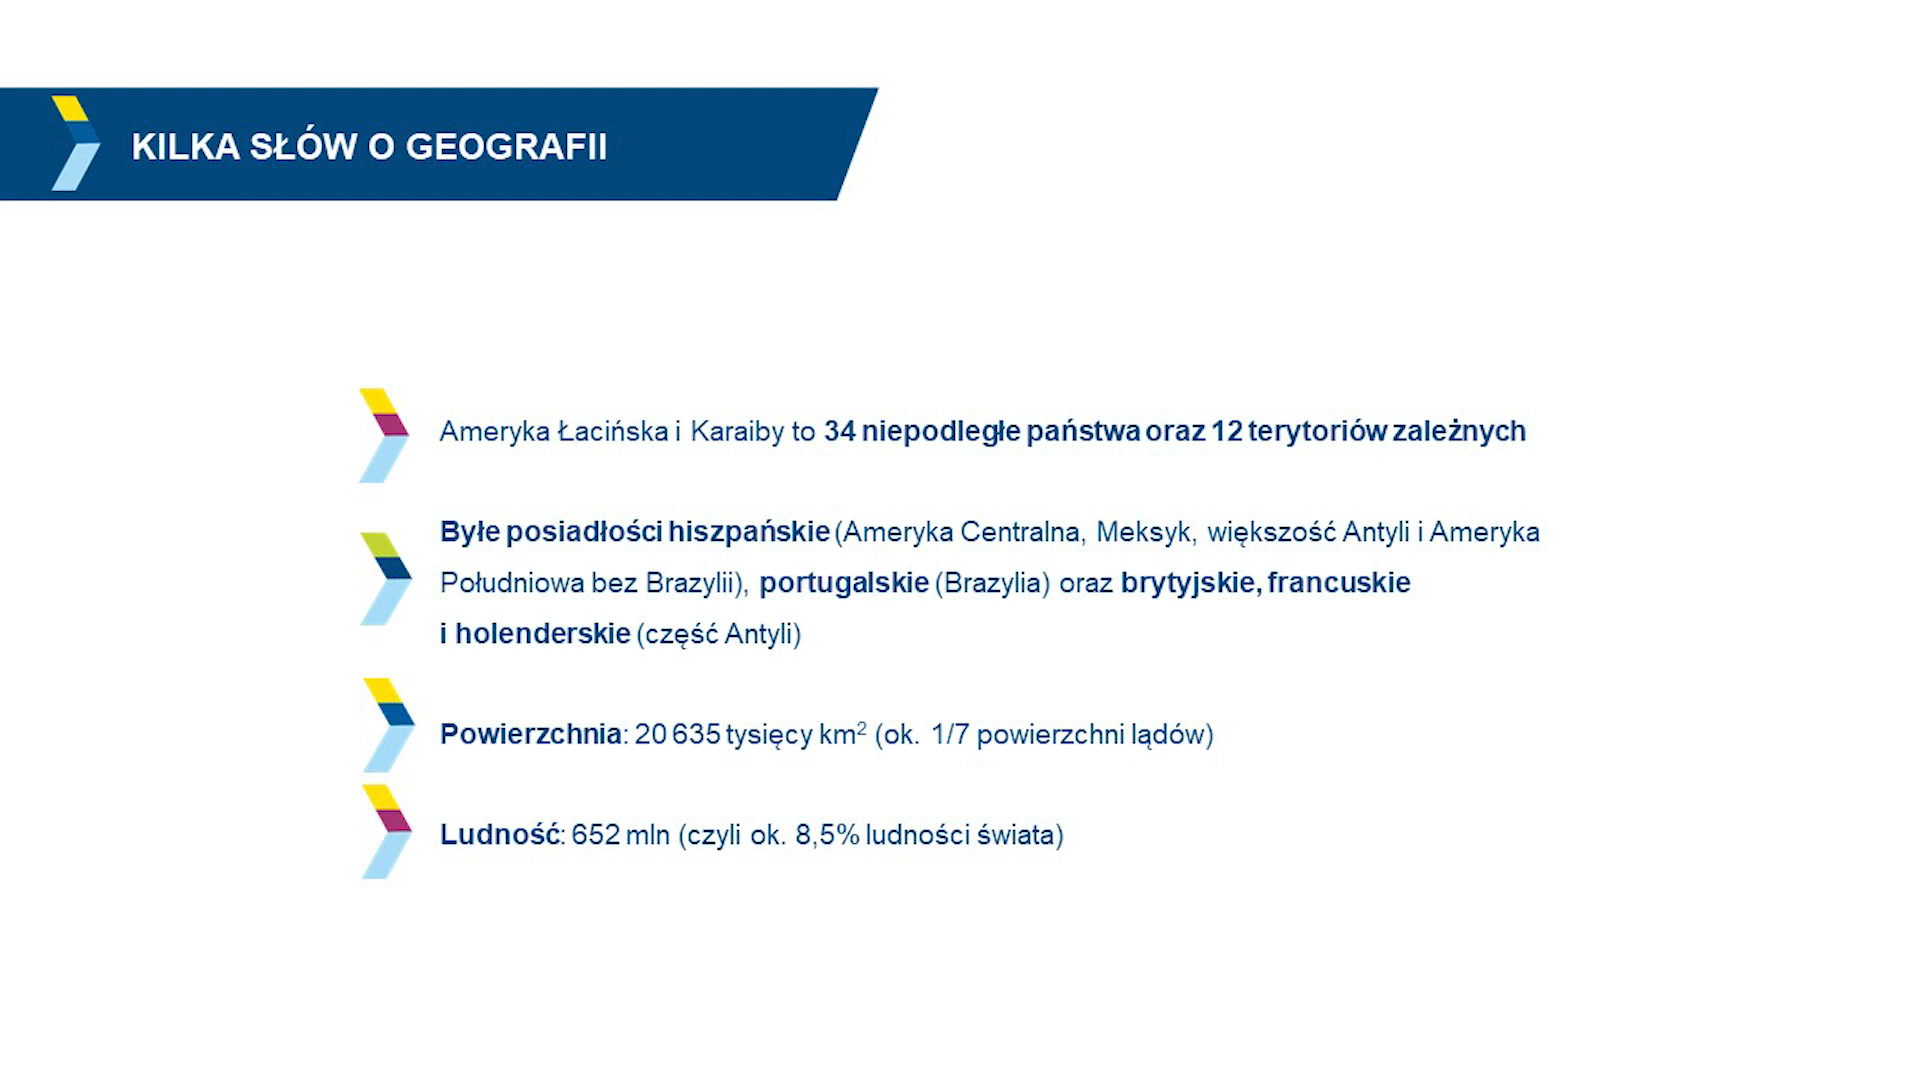 KILKA SŁÓW O GEOGRAFII
Ameryka Łacińska i Karaiby to 34 niepodległe państwa oraz 12 terytoriów zależnych
Byłe posiadłości hiszpańskie (Ameryka Centralna, Meksyk, większość Antyli i Ameryka
Południowa bez Brazylii), portugalskie (Brazylia) oraz brytyjskie, francuskie
i holenderskie (część Antyli)
Powierzchnia: 20 635 tysięcy km² (ok. 1/7 powierzchni lądów)
Ludność: 652 mln (czyli ok. 8,5% ludności świata)